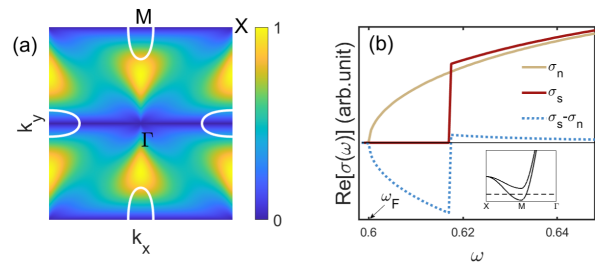 (a)
M
X
1
0
k_y
Γ
k_x
(b)
Re[σ(ω)] (arb.unit)
σ_n
σ_s
σ_s-σ_n
X M Γ
ω_F
0.6 0.62 0.64
ω